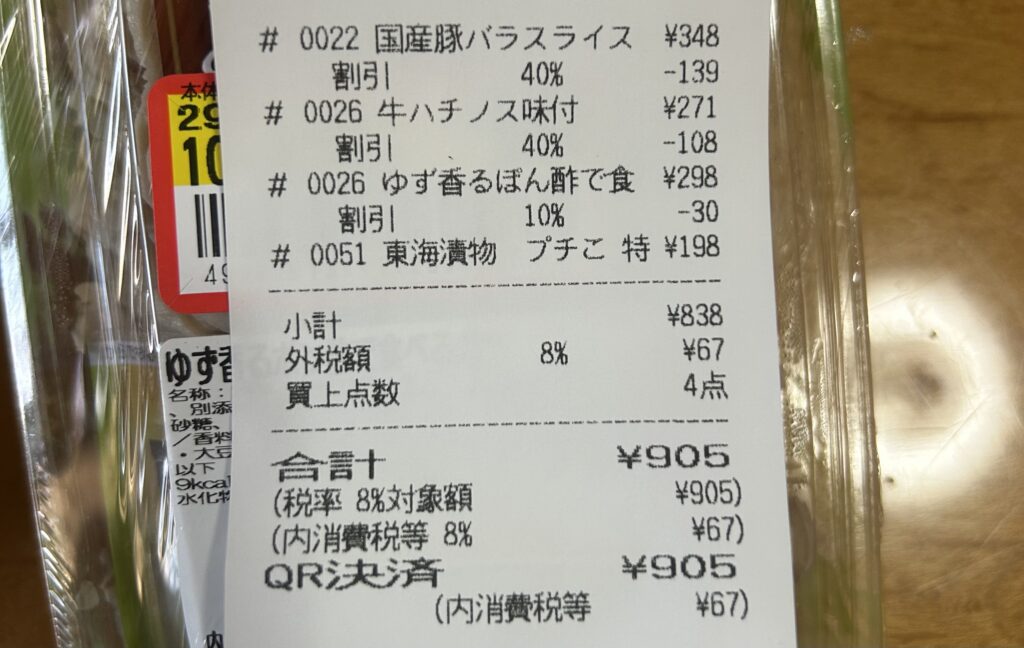 # 0022 国産豚バラスライス ¥348
割引 40% -139
# 0026 牛ハチノス味付 ¥271
割引 40% -108
# 0026 ゆず香るぽん酢で食 ¥298
割引 10% -30
# 0051 東海漬物 プチこ 特 ¥198
小計 ¥838
外税額 8% ¥67
買上点数 4点
合計 ¥905
(税率 8%対象額 ¥905)
(内消費税等 8% ¥67)
QR決済 ¥905
(内消費税等 ¥67)
本体
29
10
49
ゆず香
名称:
、別添
砂糖、
/香料
・大豆
以下
9kcal
水化物
内